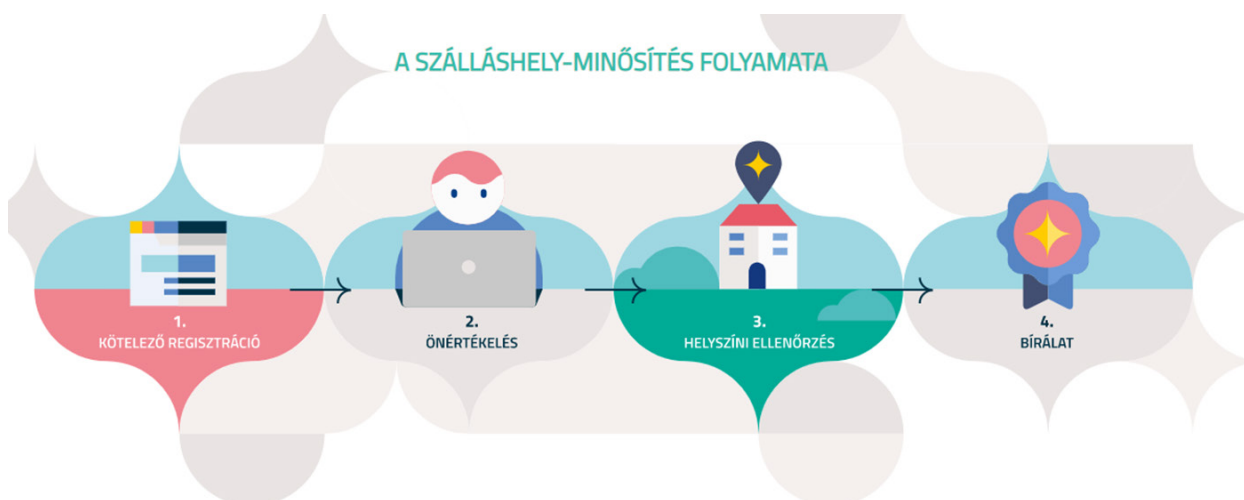 A SZÁLLÁSHELY-MINŐSÍTÉS FOLYAMATA
1.
KÖTELEZŐ REGISZTRÁCIÓ
2.
ÖNÉRTÉKELÉS
3.
HELYSZÍNI ELLENŐRZÉS
4.
BÍRÁLAT